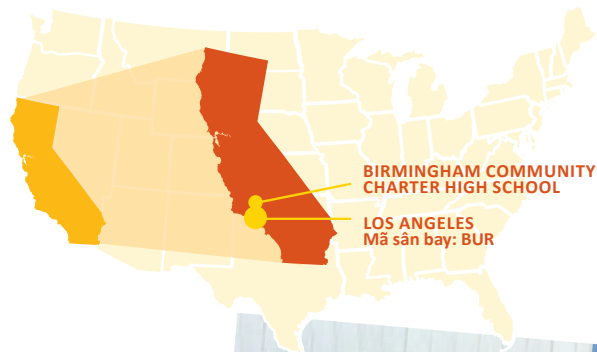 BIRMINGHAM COMMUNITY
CHARTER HIGH SCHOOL
LOS ANGELES
Mã sân bay: BUR